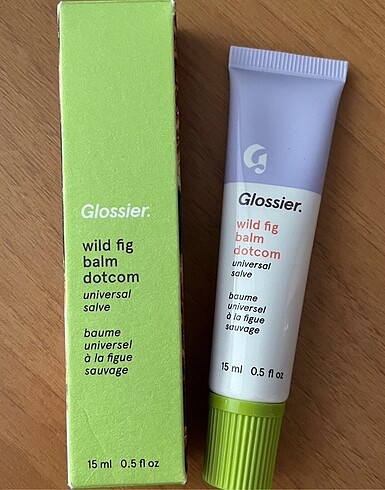 Glossier.
wild fig
balm
dotcom
universal
salve
baume
universel
à la figue
sauvage
15 ml 0.5 fl oz
G
Glossier.
wild fig
balm
dotcom
universal
salve
baume
universel
à la figue
sauvage
15 ml 0.5 fl oz